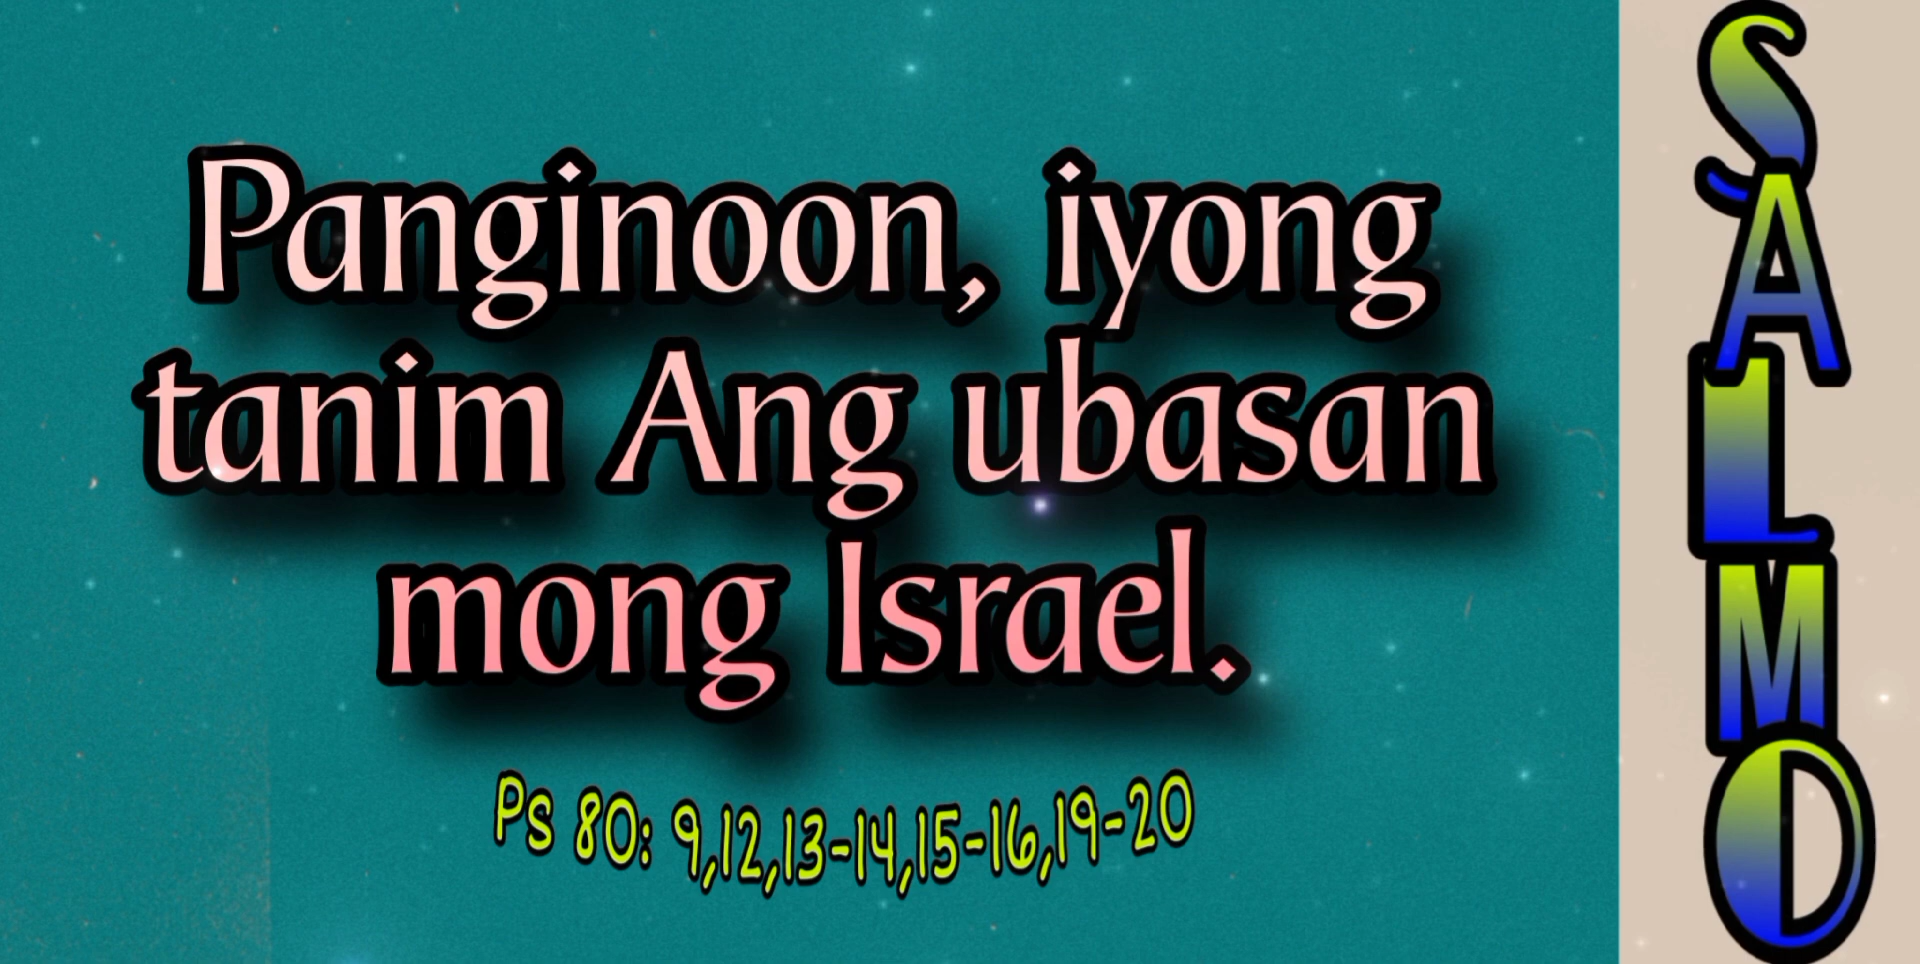 Panginoon, iyong
tanim Ang ubasan
mong Israel.
Ps 80: 9,12,13-14,15-16,19-20
SALMO